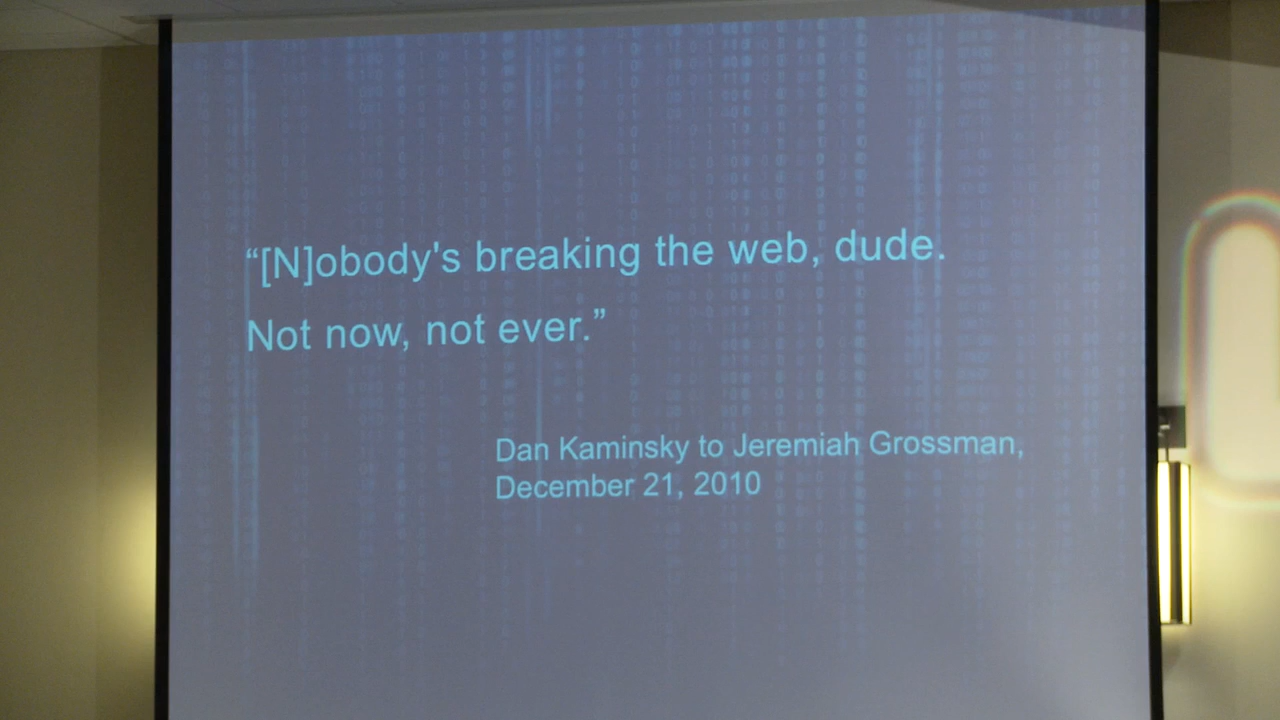 “[N]obody's breaking the web, dude.
Not now, not ever.”
Dan Kaminsky to Jeremiah Grossman,
December 21, 2010